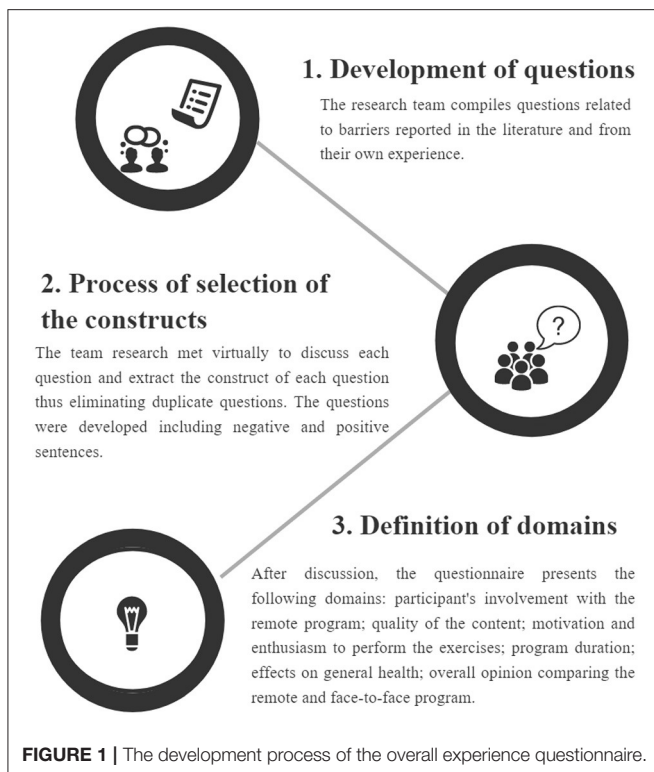 1. Development of questions
The research team compiles questions related
to barriers reported in the literature and from
their own experience.
?
2. Process of selection of
the constructs
The team research met virtually to discuss each
question and extract the construct of each question
thus eliminating duplicate questions. The questions
were developed including negative and positive
sentences.
3. Definition of domains
After discussion, the questionnaire presents the
following domains: participant's involvement with the
remote program; quality of the content; motivation and
enthusiasm to perform the exercises; program duration;
effects on general health; overall opinion comparing the
remote and face-to-face program.
FIGURE 1 | The development process of the overall experience questionnaire.